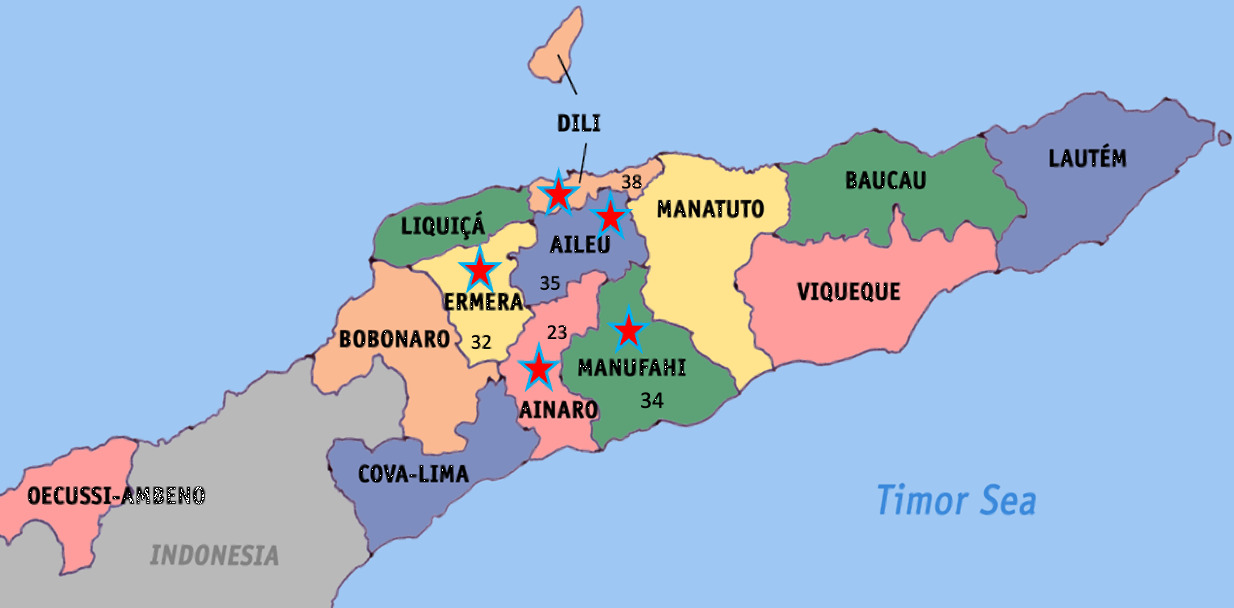 DILI
LAUTÉM
BAUCAU
38
MANATUTO
LIQUIÇÁ
AILEU
35
VIQUEQUE
ERMERA
23
BOBONARO
32
MANUFAHI
34
AINARO
COVA-LIMA
OECUSSI-AMBENO
Timor Sea
INDONESIA